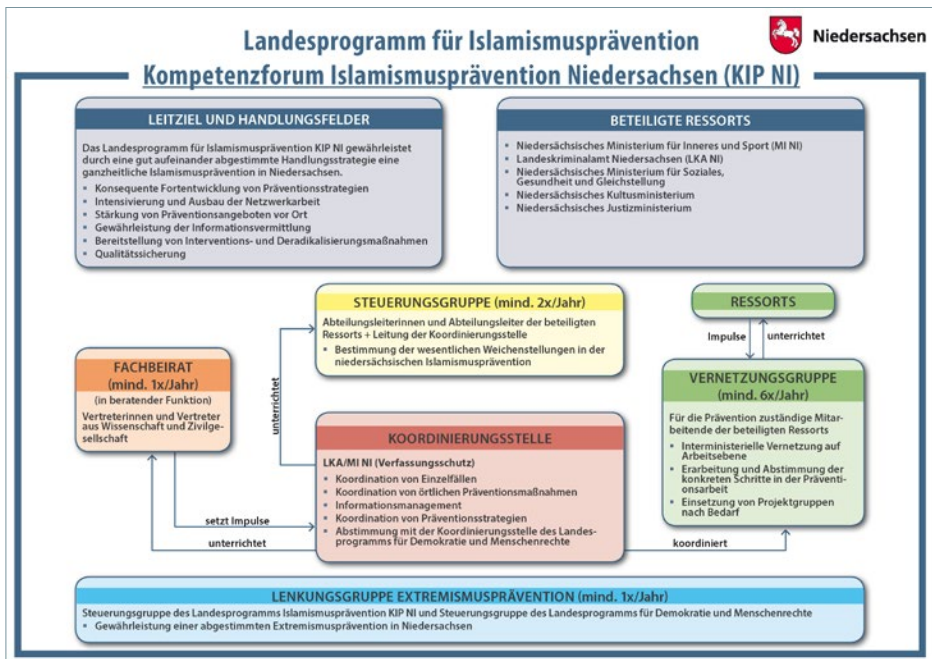 Landesprogramm für Islamismusprävention
Kompetenzforum Islamismusprävention Niedersachsen (KIP NI)
Niedersachsen
LEITZIEL UND HANDLUNGSFELDER
Das Landesprogramm für Islamismusprävention KIP NI gewährleistet
durch eine gut aufeinander abgestimmte Handlungsstrategie eine
ganzheitliche Islamismusprävention in Niedersachsen.
▪ Konsequente Fortentwicklung von Präventionsstrategien
▪ Intensivierung und Ausbau der Netzwerkarbeit
▪ Stärkung von Präventionsangeboten vor Ort
▪ Gewährleistung der Informationsvermittlung
▪ Bereitstellung von Interventions- und Deradikalisierungsmaßnahmen
▪ Qualitätssicherung
BETEILIGTE RESSORTS
▪ Niedersächsisches Ministerium für Inneres und Sport (MI NI)
▪ Landeskriminalamt Niedersachsen (LKA NI)
▪ Niedersächsisches Ministerium für Soziales,
Gesundheit und Gleichstellung
▪ Niedersächsisches Kultusministerium
▪ Niedersächsisches Justizministerium
STEUERUNGSGRUPPE (mind. 2x/Jahr)
Abteilungsleiterinnen und Abteilungsleiter der beteiligten
Ressorts + Leitung der Koordinierungsstelle
▪ Bestimmung der wesentlichen Weichenstellungen in der
niedersächsischen Islamismusprävention
RESSORTS
Impulse
unterrichtet
FACHBEIRAT
(mind. 1x/Jahr)
(in beratender Funktion)
Vertreterinnen und Vertreter
aus Wissenschaft und Zivilge-
sellschaft
unterrichtet
VERNETZUNGSGRUPPE
(mind. 6x/Jahr)
Für die Prävention zuständige Mitar-
beitende der beteiligten Ressorts
▪ Interministerielle Vernetzung auf
Arbeitsebene
▪ Erarbeitung und Abstimmung der
konkreten Schritte in der Präventi-
onsarbeit
▪ Einsetzung von Projektgruppen
nach Bedarf
KOORDINIERUNGSSTELLE
LKA/MI NI (Verfassungsschutz)
▪ Koordination von Einzelfällen
▪ Koordination von örtlichen Präventionsmaßnahmen
▪ Informationsmanagement
▪ Koordination von Präventionsstrategien
▪ Abstimmung mit der Koordinierungsstelle des Landes-
programms für Demokratie und Menschenrechte
setzt Impulse
unterrichtet
koordiniert
LENKUNGSGRUPPE EXTREMISMUSPRÄVENTION (mind. 1x/Jahr)
Steuerungsgruppe des Landesprogramms Islamismusprävention KIP NI und Steuerungsgruppe des Landesprogramms für Demokratie und Menschenrechte
▪ Gewährleistung einer abgestimmten Extremismusprävention in Niedersachsen